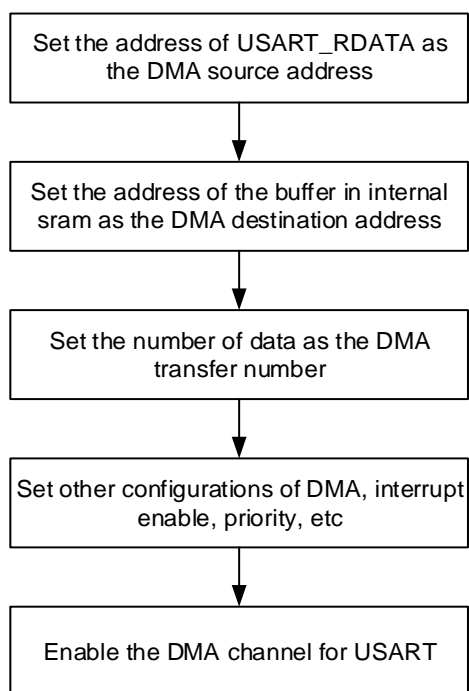 Set the address of USART_RDATA as
the DMA source address
Set the address of the buffer in internal
sram as the DMA destination address
Set the number of data as the DMA
transfer number
Set other configurations of DMA, interrupt
enable, priority, etc
Enable the DMA channel for USART